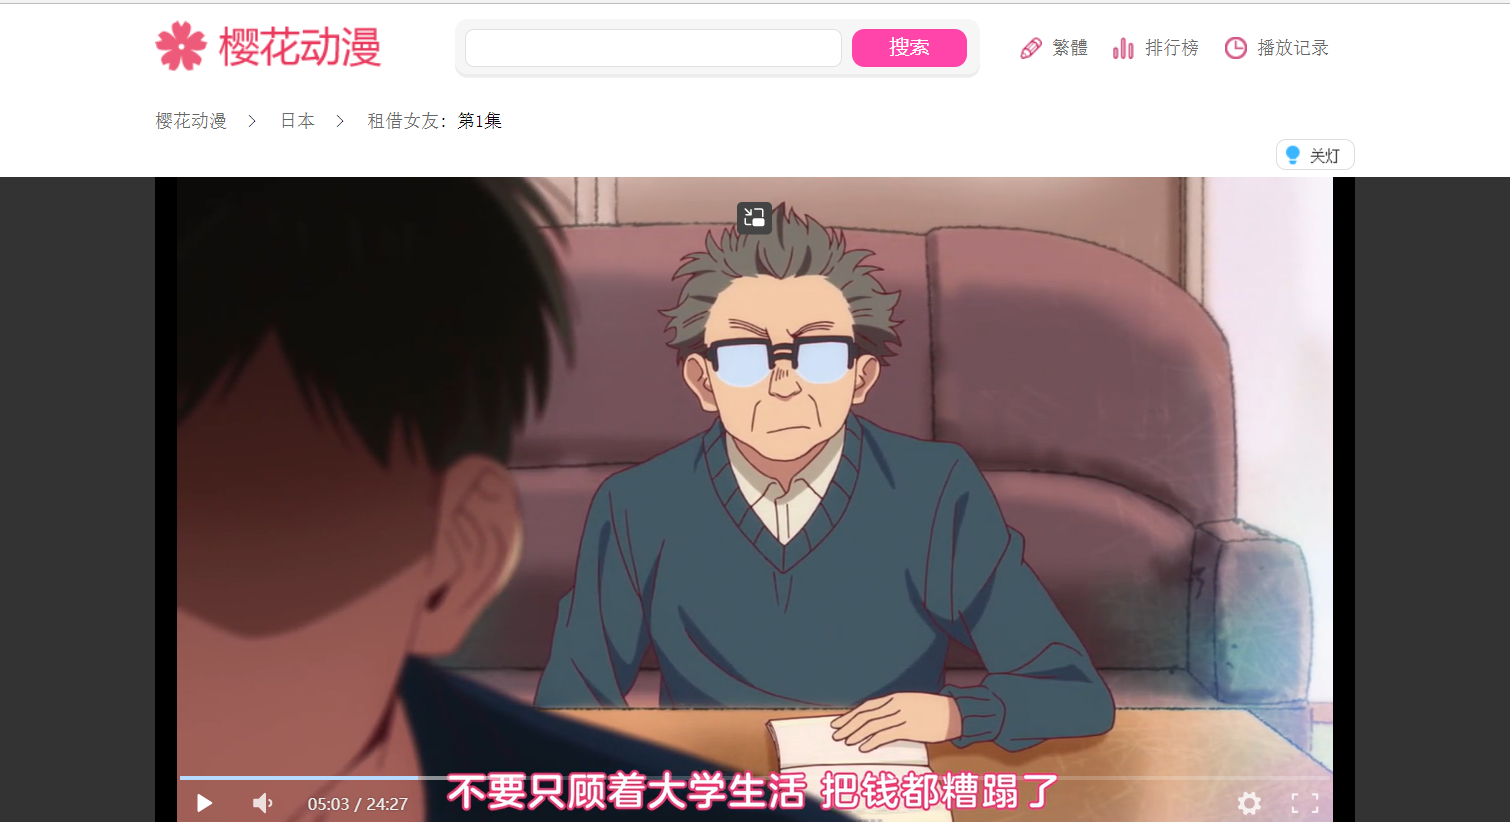 樱花动漫
搜索
繁體
排行榜
播放记录
樱花动漫 > 日本 > 租借女友：第1集
关灯
不要只顾着大学生活 把钱都糟蹋了
05:03 / 24:27